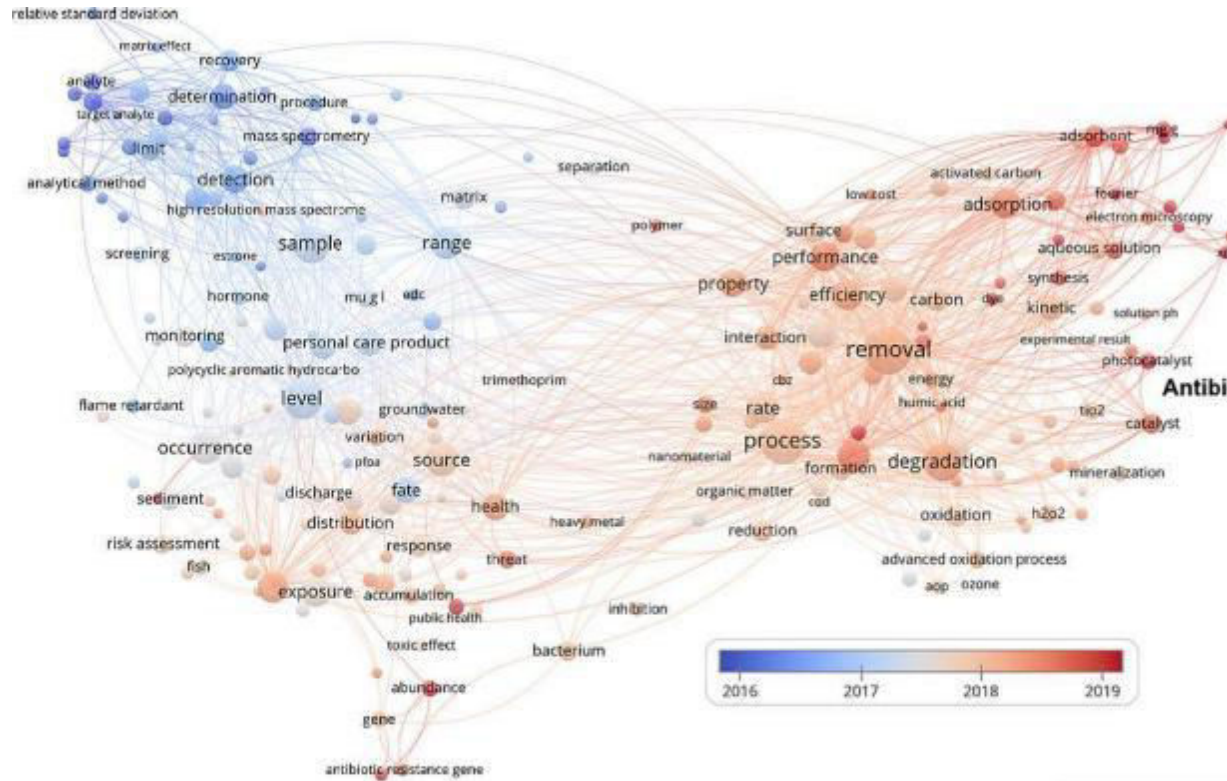 relative standard deviation
matrix effect
recovery
analyte
determination
procedure
target analyte
mass spectrometry
adsorbent
mg g
limit
separation
detection
activated carbon
analytical method
matrix
low cost
fourier
adsorption
high resolution mass spectrome
polymer
electron microscopy
surface
sample
range
aqueous solution
screening
estrone
performance
property
synthesis
hormone
mu g l
edc
efficiency
carbon
dye
kinetic
solution ph
monitoring
personal care product
interaction
removal
experimental result
photocatalyst
polycyclic aromatic hydrocarbo
trimethoprim
cbz
energy
Antibi
level
humic acid
flame retardant
groundwater
size
rate
tio2
catalyst
variation
occurrence
process
source
nanomaterial
pfoa
formation
degradation
mineralization
sediment
discharge
fate
organic matter
cod
health
distribution
heavy metal
reduction
oxidation
h2o2
risk assessment
response
threat
advanced oxidation process
fish
exposure
accumulation
aop
ozone
public health
inhibition
toxic effect
bacterium
abundance
2016
2017
2018
2019
gene
antibiotic resistance gene